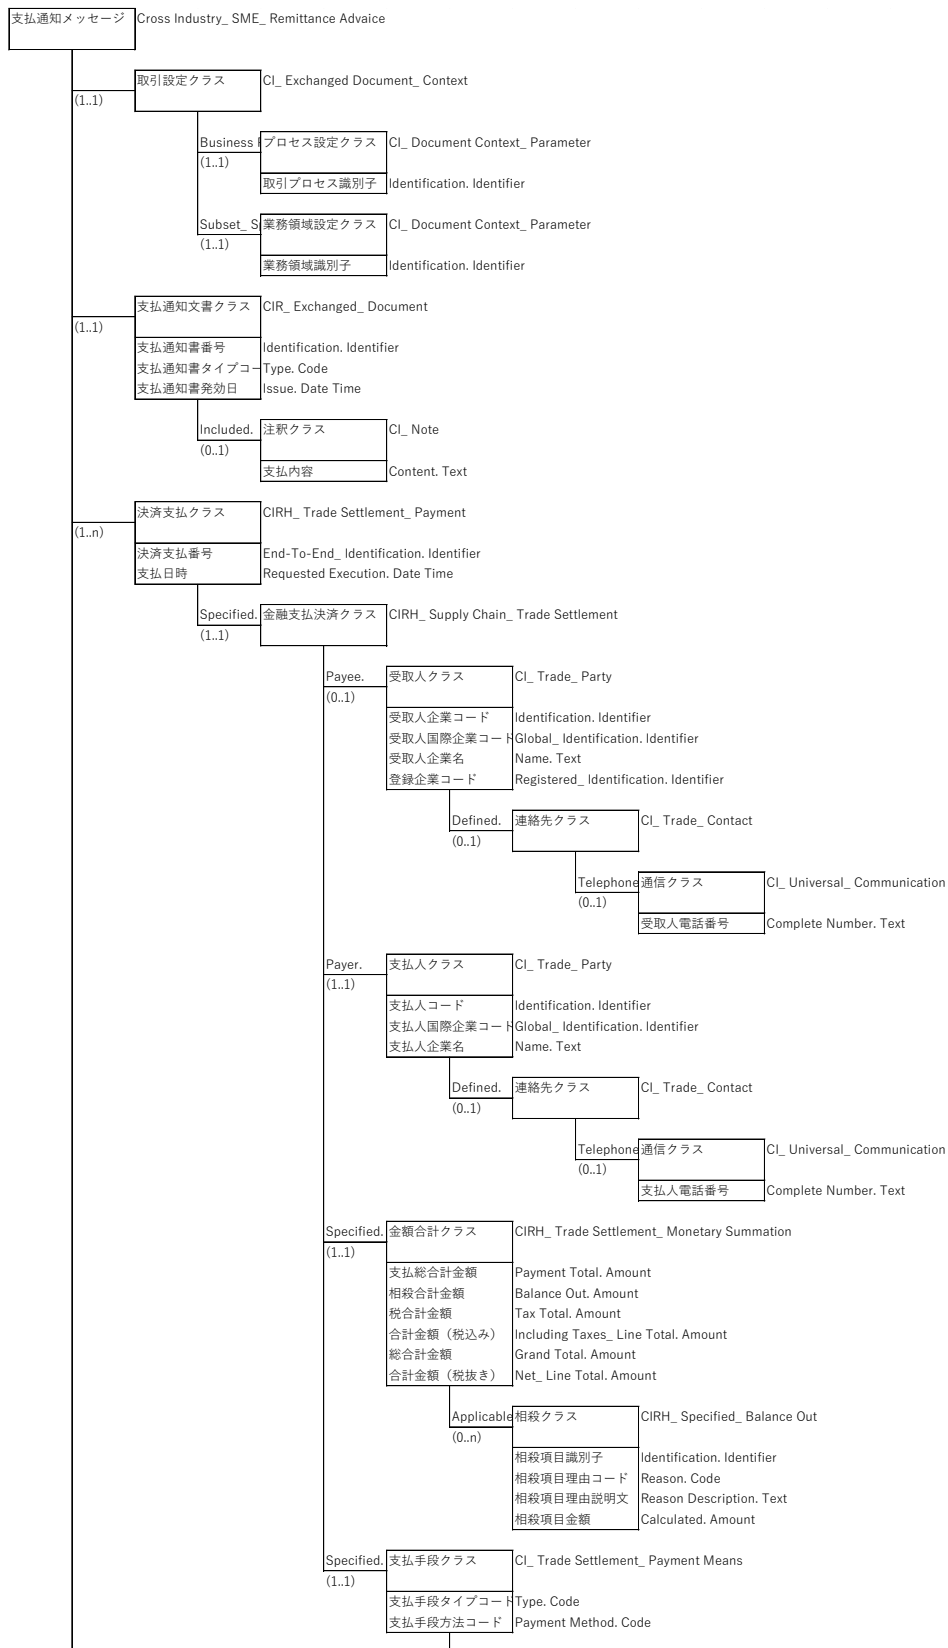 支払通知メッセージ Cross Industry_ SME_ Remittance Advaice
取引設定クラス CI_ Exchanged Document_ Context
(1..1)
Business プロセス設定クラス CI_ Document Context_ Parameter
(1..1)
取引プロセス識別子 Identification. Identifier
Subset_ S 業務領域設定クラス CI_ Document Context_ Parameter
(1..1)
業務領域識別子 Identification. Identifier
支払通知文書クラス CIR_ Exchanged_ Document
(1..1)
支払通知書番号 Identification. Identifier
支払通知書タイプコー Type. Code
支払通知書発効日 Issue. Date Time
Included. 注釈クラス CI_ Note
(0..1)
支払内容 Content. Text
決済支払クラス CIRH_ Trade Settlement_ Payment
(1..n)
決済支払番号 End-To-End_ Identification. Identifier
支払日時 Requested Execution. Date Time
Specified. 金融支払決済クラス CIRH_ Supply Chain_ Trade Settlement
(1..1)
Payee. 受取人クラス CI_ Trade_ Party
(0..1)
受取人企業コード Identification. Identifier
受取人国際企業コード Global_ Identification. Identifier
受取人企業名 Name. Text
登録企業コード Registered_ Identification. Identifier
Defined. 連絡先クラス CI_ Trade_ Contact
(0..1)
Telephone 通信クラス CI_ Universal_ Communication
(0..1)
受取人電話番号 Complete Number. Text
Payer. 支払人クラス CI_ Trade_ Party
(1..1)
支払人コード Identification. Identifier
支払人国際企業コード Global_ Identification. Identifier
支払人企業名 Name. Text
Defined. 連絡先クラス CI_ Trade_ Contact
(0..1)
Telephone 通信クラス CI_ Universal_ Communication
(0..1)
支払人電話番号 Complete Number. Text
Specified. 金額合計クラス CIRH_ Trade Settlement_ Monetary Summation
(1..1)
支払総合計金額 Payment Total. Amount
相殺合計金額 Balance Out. Amount
税合計金額 Tax Total. Amount
合計金額（税込み） Including Taxes_ Line Total. Amount
総合計金額 Grand Total. Amount
合計金額（税抜き） Net_ Line Total. Amount
Applicable 相殺クラス CIRH_ Specified_ Balance Out
(0..n)
相殺項目識別子 Identification. Identifier
相殺項目理由コード Reason. Code
相殺項目理由説明文 Reason Description. Text
相殺項目金額 Calculated. Amount
Specified. 支払手段クラス CI_ Trade Settlement_ Payment Means
(1..1)
支払手段タイプコード Type. Code
支払手段方法コード Payment Method. Code